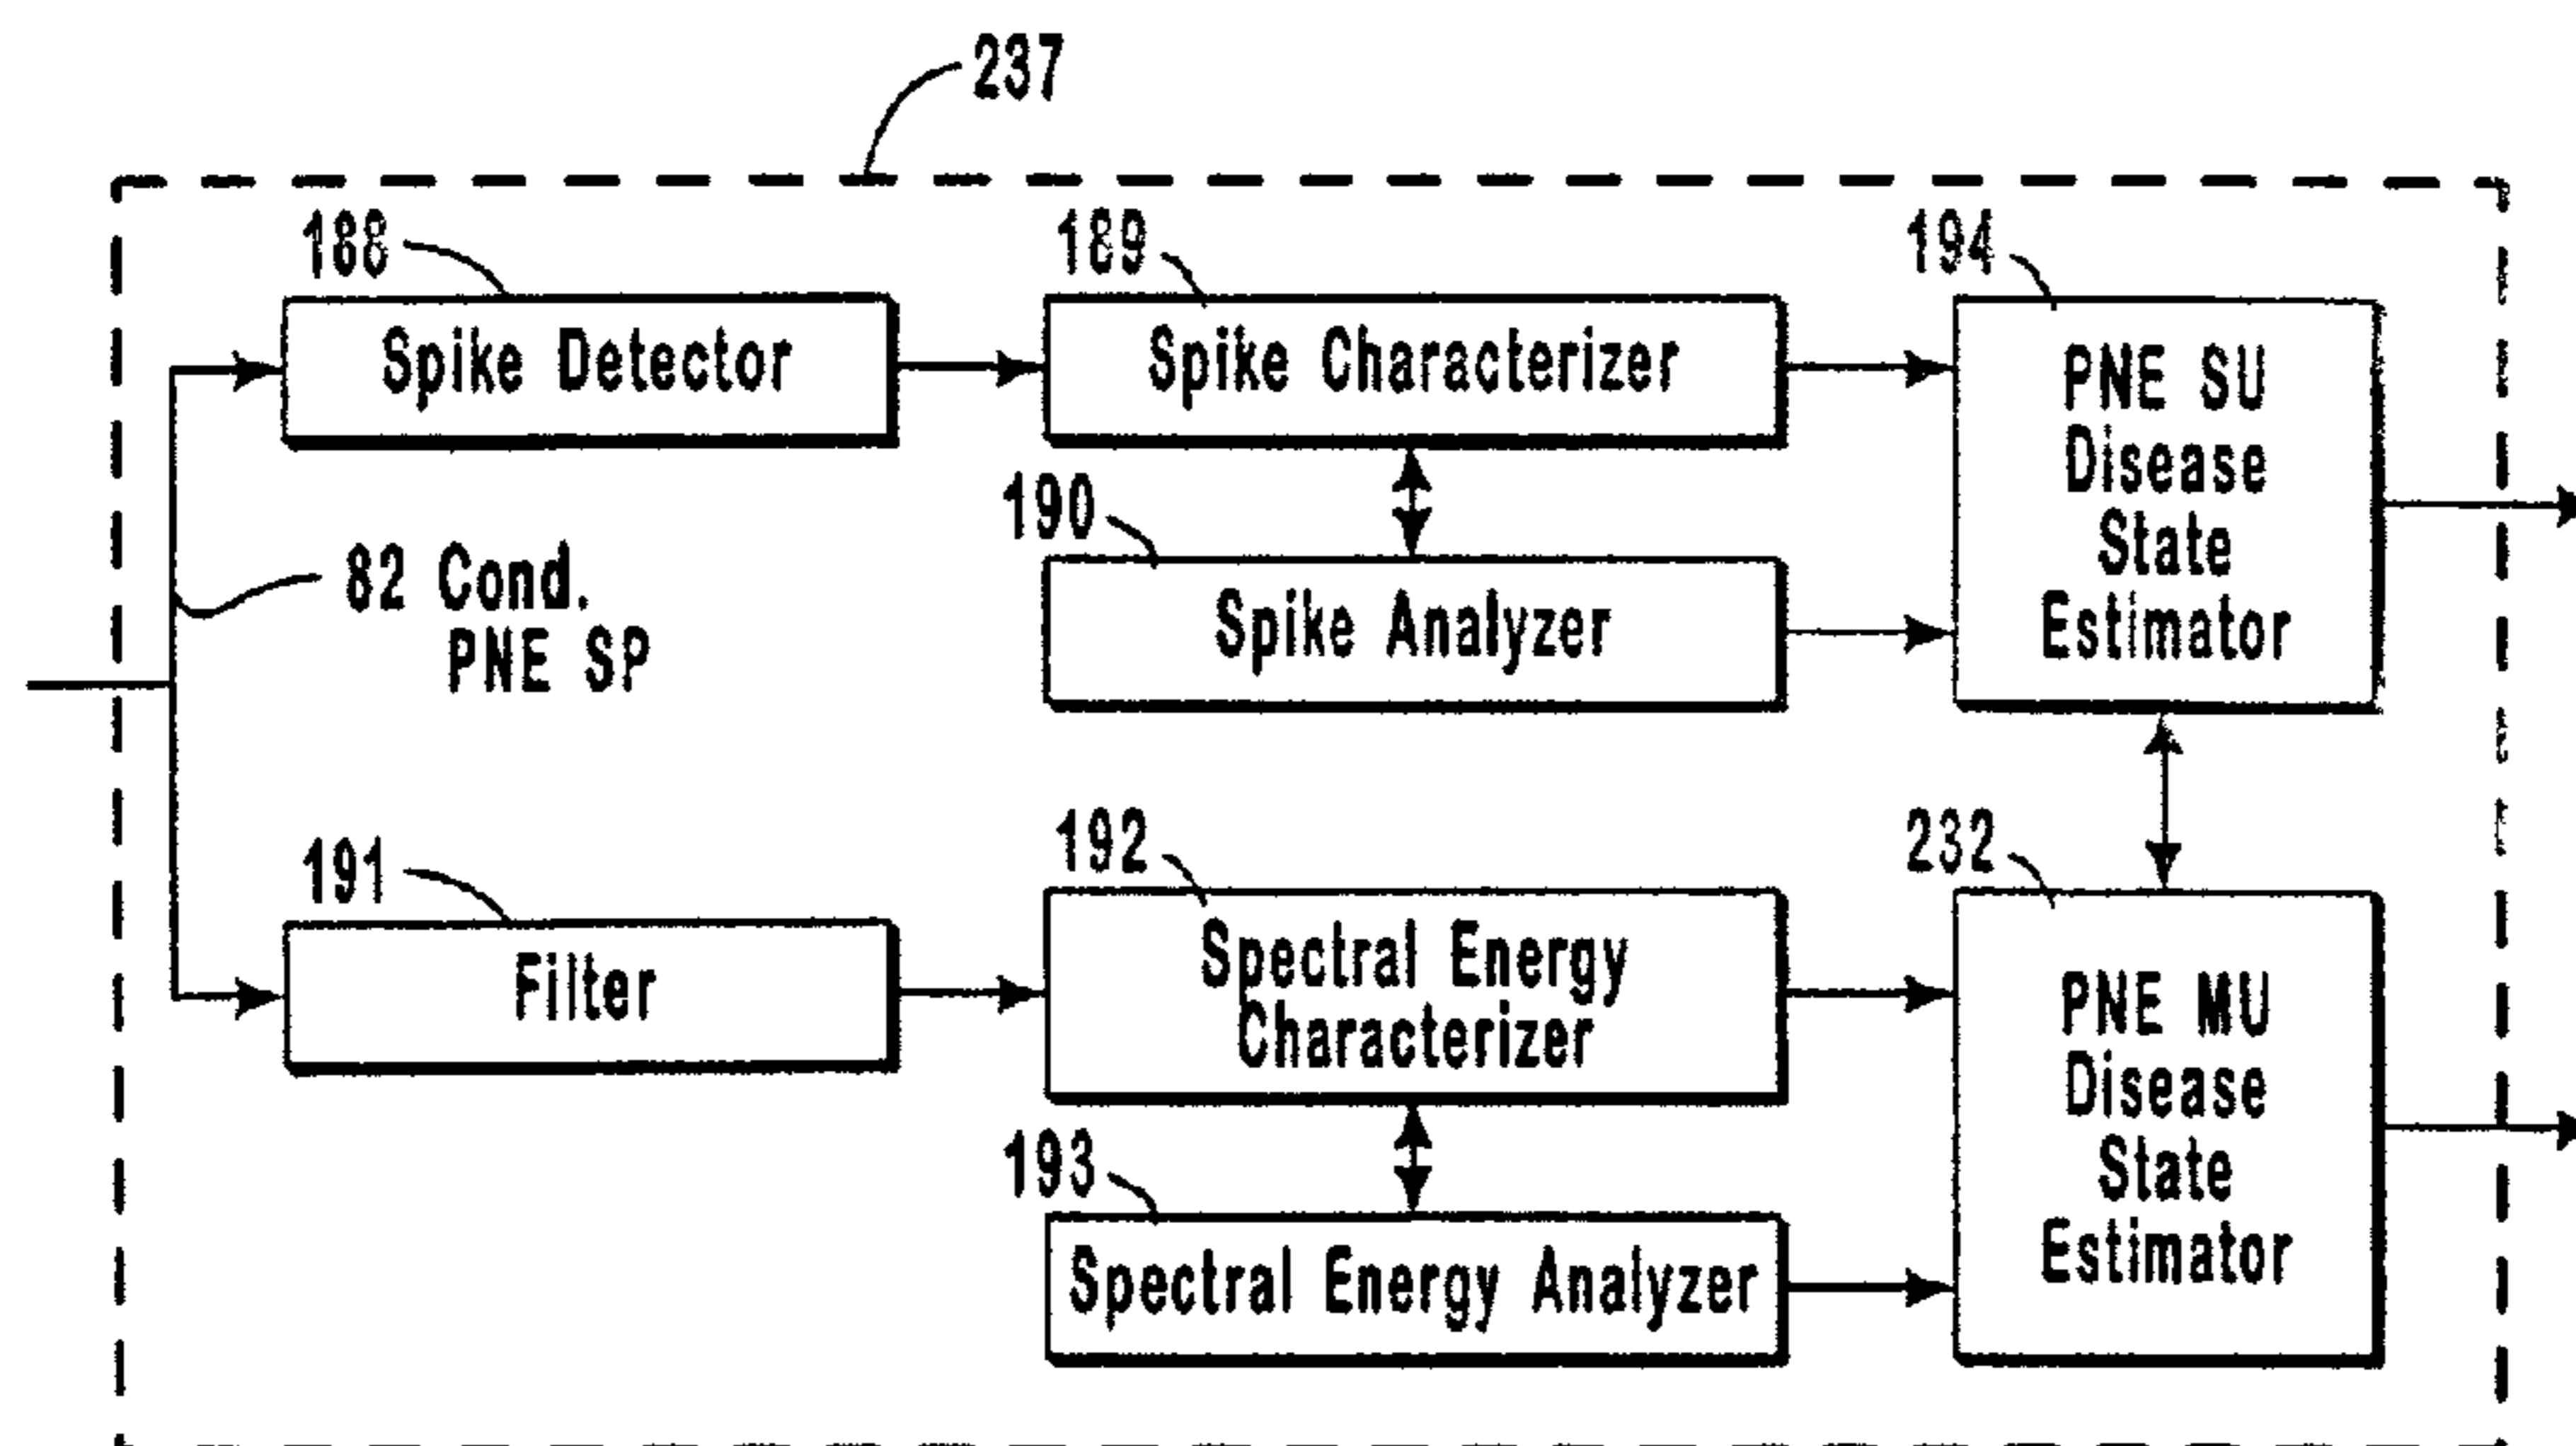 237
188
Spike Detector
189
Spike Characterizer
194
PNE SU
Disease
State
Estimator
190
Spike Analyzer
82 Cond.
PNE SP
191
Filter
192
Spectral Energy
Characterizer
232
PNE MU
Disease
State
Estimator
193
Spectral Energy Analyzer